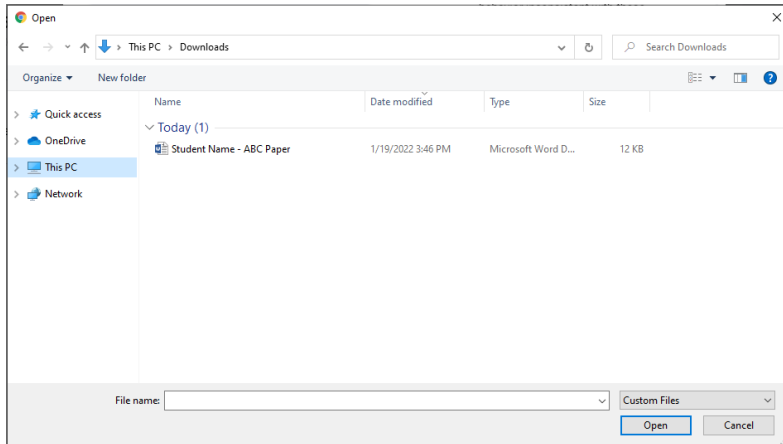 Open
This PC > Downloads
Search Downloads
Organize
New folder
Name
Date modified
Type
Size
Quick access
Today (1)
OneDrive
Student Name - ABC Paper
1/19/2022 3:46 PM
Microsoft Word D...
12 KB
This PC
Network
File name:
Custom Files
Open
Cancel